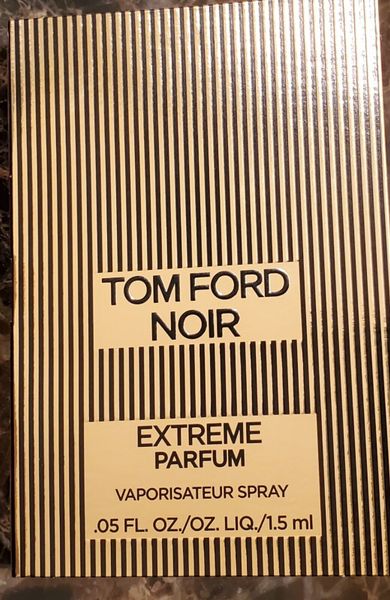 TOM FORD
NOIR
EXTREME
PARFUM
VAPORISATEUR SPRAY
.05 FL. OZ./OZ. LIQ./1.5 ml